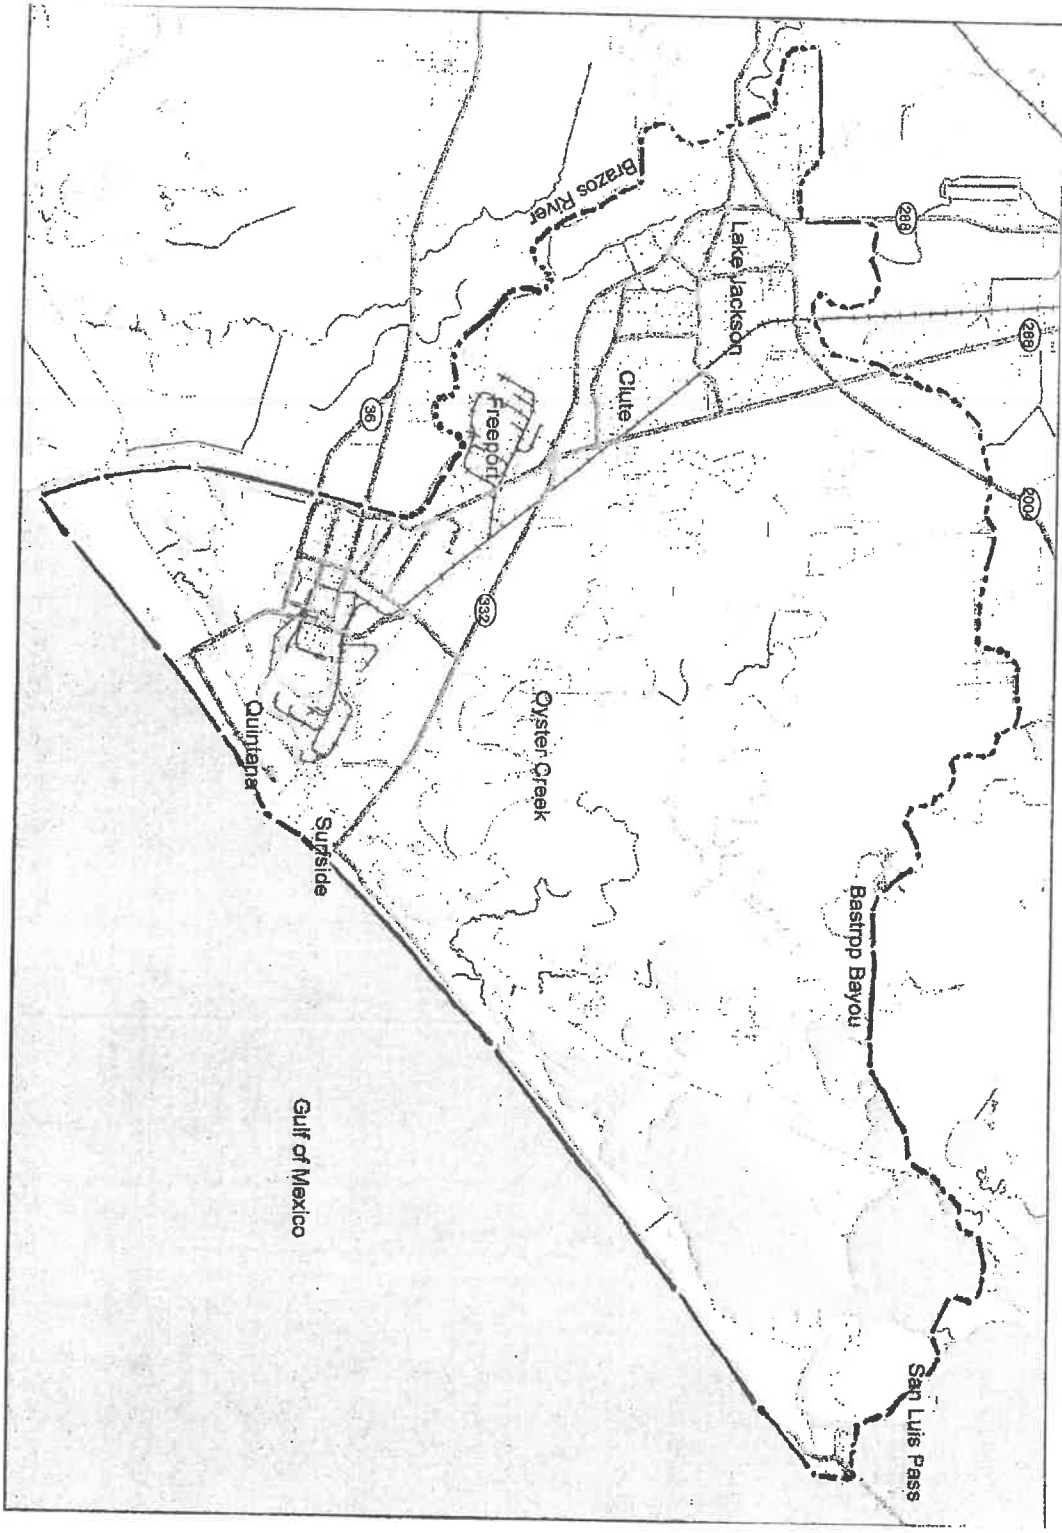 288
288
2004
Lake Jackson
Clute
Brazos River
Freeport
36
332
Oyster Creek
Bastrop Bayou
San Luis Pass
Quintana
Surfside
Gulf of Mexico